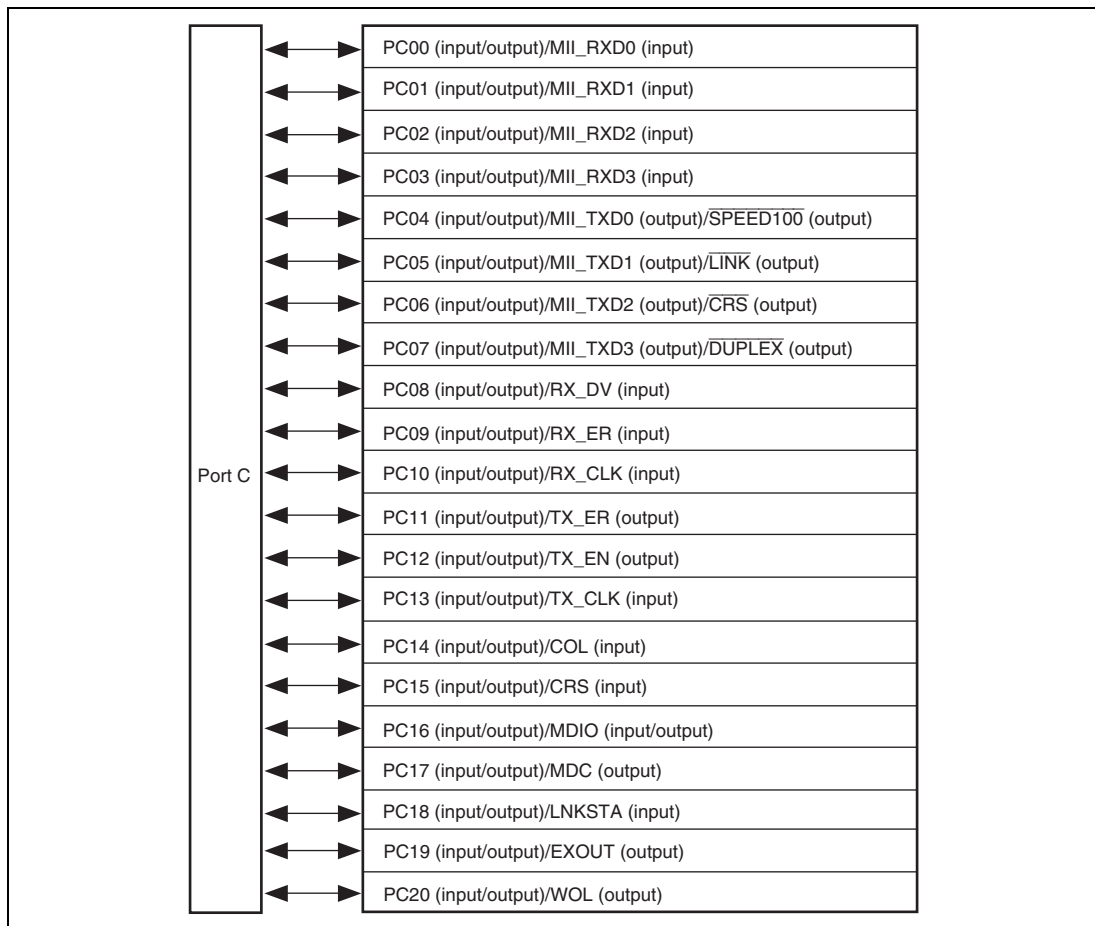 Port C
PC00 (input/output)/MII_RXD0 (input)
PC01 (input/output)/MII_RXD1 (input)
PC02 (input/output)/MII_RXD2 (input)
PC03 (input/output)/MII_RXD3 (input)
PC04 (input/output)/MII_TXD0 (output)/S̅P̅E̅E̅D̅1̅0̅0̅ (output)
PC05 (input/output)/MII_TXD1 (output)/L̅I̅N̅K̅ (output)
PC06 (input/output)/MII_TXD2 (output)/C̅R̅S̅ (output)
PC07 (input/output)/MII_TXD3 (output)/D̅U̅P̅L̅E̅X̅ (output)
PC08 (input/output)/RX_DV (input)
PC09 (input/output)/RX_ER (input)
PC10 (input/output)/RX_CLK (input)
PC11 (input/output)/TX_ER (output)
PC12 (input/output)/TX_EN (output)
PC13 (input/output)/TX_CLK (input)
PC14 (input/output)/COL (input)
PC15 (input/output)/CRS (input)
PC16 (input/output)/MDIO (input/output)
PC17 (input/output)/MDC (output)
PC18 (input/output)/LNKSTA (input)
PC19 (input/output)/EXOUT (output)
PC20 (input/output)/WOL (output)